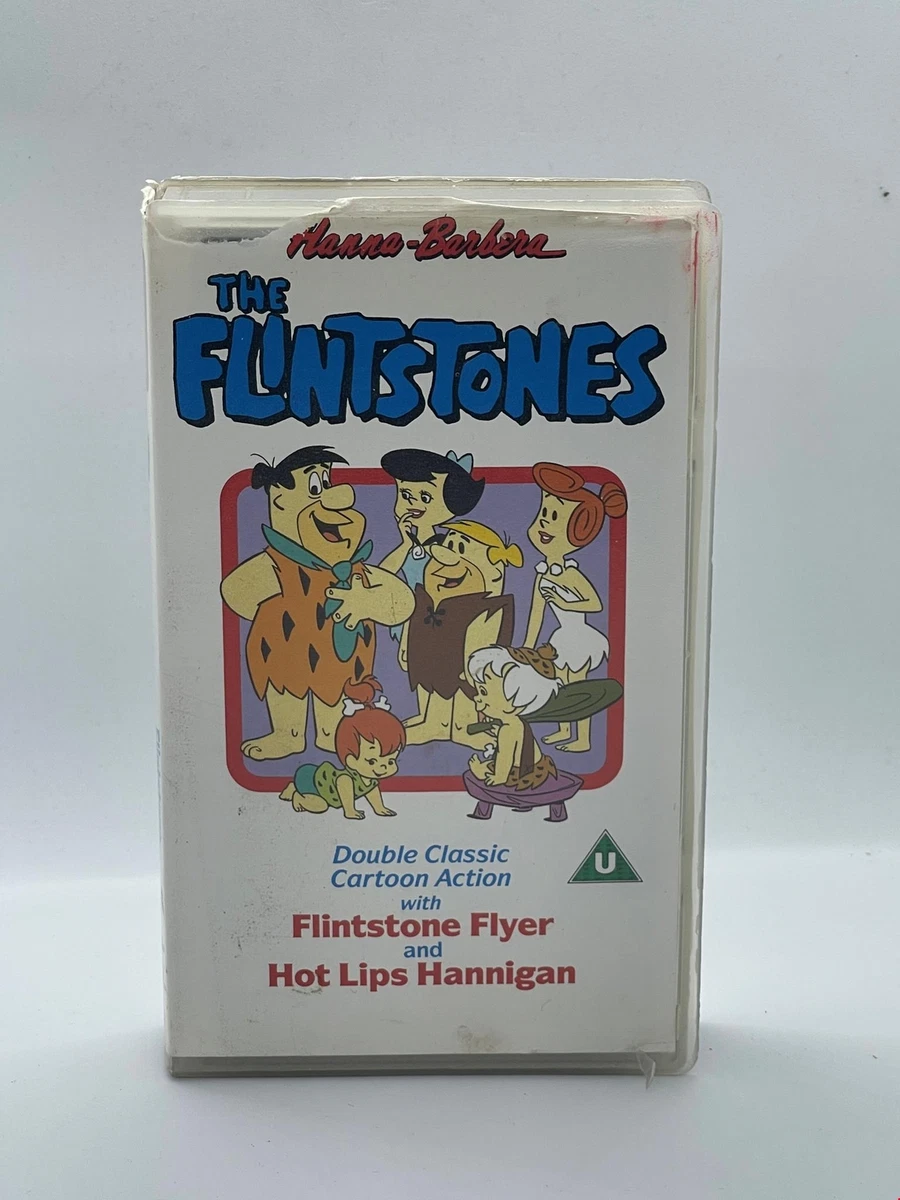 Hanna-Barbera
THE
FLINTSTONES
Double Classic
Cartoon Action
U
with
Flintstone Flyer
and
Hot Lips Hannigan